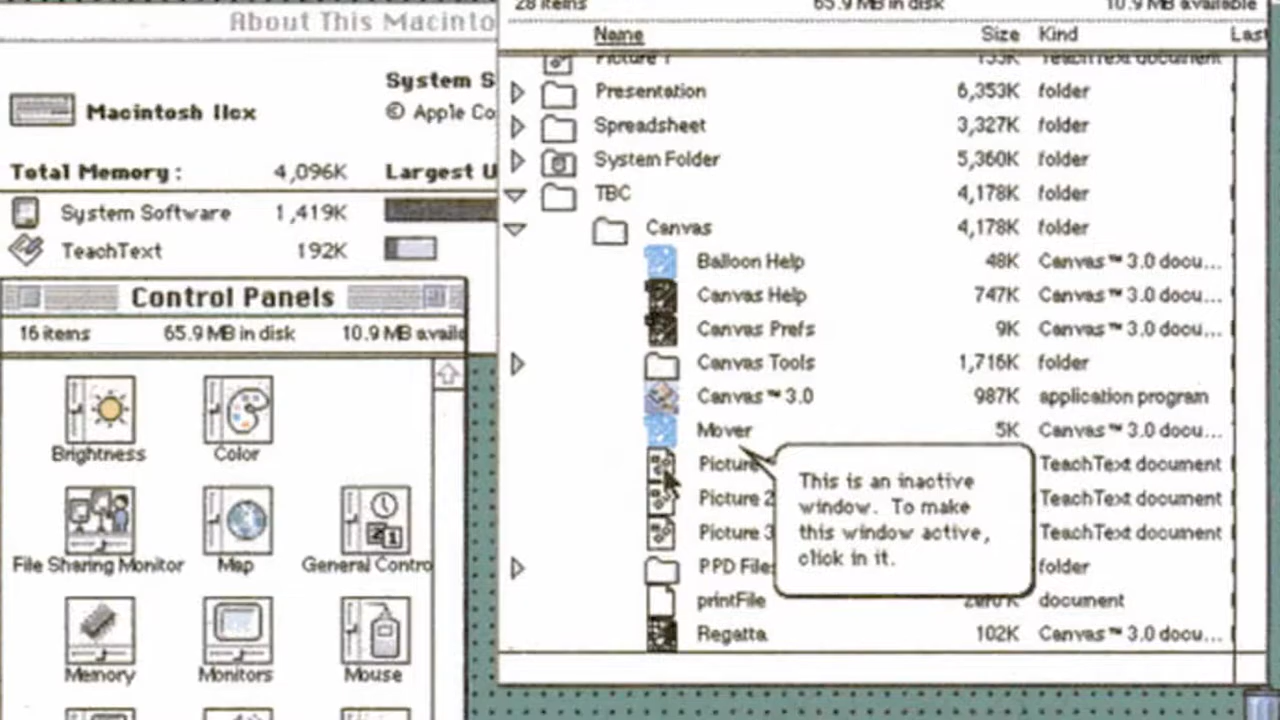 About This Macinto
System S
Macintosh IIcx
© Apple Co
Total Memory : 4,096K Largest U
System Software 1,419K
TeachText 192K
Control Panels
16 items 65.9 MB in disk 10.9 MB availa
Brightness Color
File Sharing Monitor Map General Contro
Memory Monitors Mouse
28 items 65.9 MB in disk 10.9 MB available
Name Size Kind Last
Picture 7 133K TeachText document
Presentation 6,353K folder
Spreadsheet 3,327K folder
System Folder 5,360K folder
TBC 4,178K folder
Canvas 4,178K folder
Balloon Help 48K Canvas™ 3.0 docu...
Canvas Help 747K Canvas™ 3.0 docu...
Canvas Prefs 9K Canvas™ 3.0 docu...
Canvas Tools 1,716K folder
Canvas™ 3.0 987K application program
Mover 5K Canvas™ 3.0 docu...
Picture TeachText document
Picture 2 TeachText document
Picture 3 TeachText document
PPD File folder
printFile zero K document
Regatta 102K Canvas™ 3.0 docu...
This is an inactive
window. To make
this window active,
click in it.